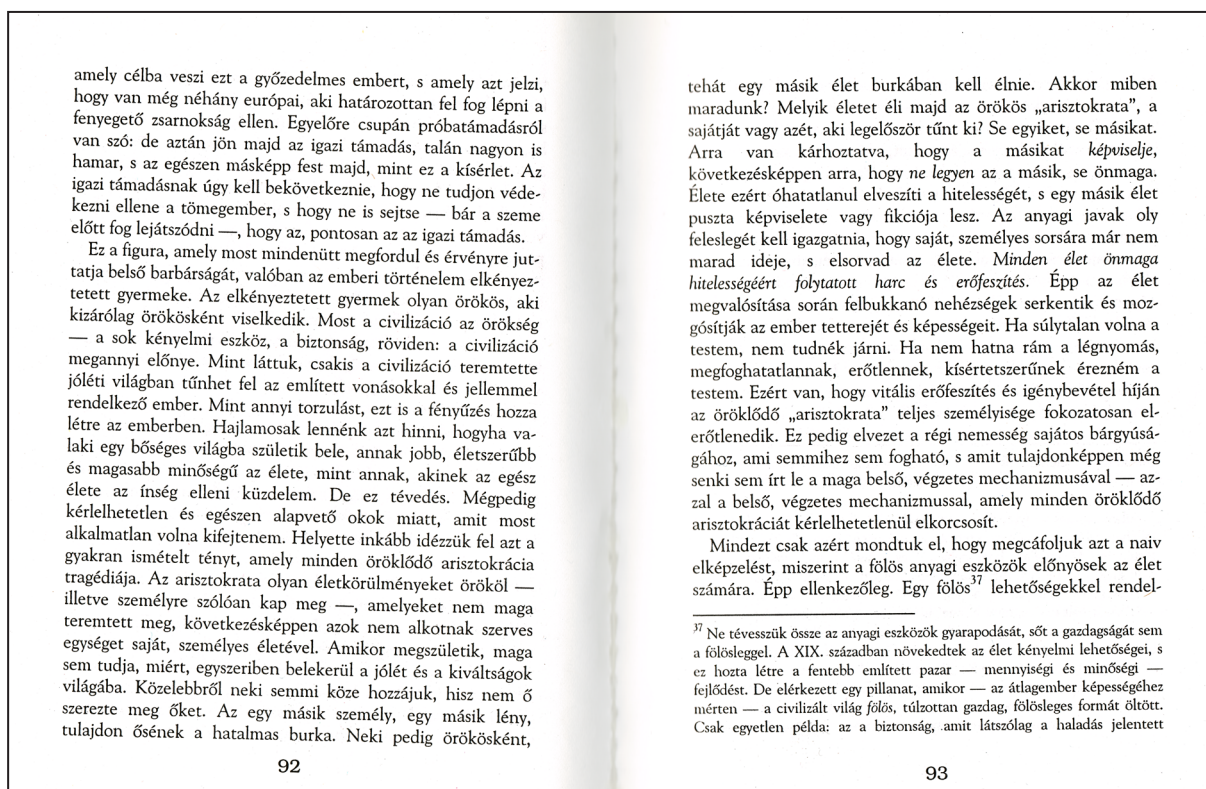 amely célba veszi ezt a győzedelmes embert, s amely azt jelzi,
hogy van még néhány európai, aki határozottan fel fog lépni a
fenyegető zsarnokság ellen. Egyelőre csupán próbatámadásról
van szó: de aztán jön majd az igazi támadás, talán nagyon is
hamar, s az egészen másképp fest majd, mint ez a kísérlet. Az
igazi támadásnak úgy kell bekövetkeznie, hogy ne tudjon véde-
kezni ellene a tömegember, s hogy ne is sejtse — bár a szeme
előtt fog lejátszódni —, hogy az, pontosan az az igazi támadás.
Ez a figura, amely most mindenütt megfordul és érvényre jut-
tatja belső barbárságát, valóban az emberi történelem elkényez-
tetett gyermeke. Az elkényeztetett gyermek olyan örökös, aki
kizárólag örökösként viselkedik. Most a civilizáció az örökség
— a sok kényelmi eszköz, a biztonság, röviden: a civilizáció
megannyi előnye. Mint láttuk, csakis a civilizáció teremtette
jóléti világban tűnhet fel az említett vonásokkal és jellemmel
rendelkező ember. Mint annyi torzulást, ezt is a fényűzés hozza
létre az emberben. Hajlamosak lennénk azt hinni, hogyha va-
laki egy bőséges világba születik bele, annak jobb, életszerűbb
és magasabb minőségű az élete, mint annak, akinek az egész
élete az ínség elleni küzdelem. De ez tévedés. Mégpedig
kérlelhetetlen és egészen alapvető okok miatt, amit most
alkalmatlan volna kifejtenem. Helyette inkább idézzük fel azt a
gyakran ismételt tényt, amely minden öröklődő arisztokrácia
tragédiája. Az arisztokrata olyan életkörülményeket örököl —
illetve személyre szólóan kap meg —, amelyeket nem maga
teremtett meg, következésképpen azok nem alkotnak szerves
egységet saját, személyes életével. Amikor megszületik, maga
sem tudja, miért, egyszeriben belekerül a jólét és a kiváltságok
világába. Közelebbről neki semmi köze hozzájuk, hisz nem ő
szerezte meg őket. Az egy másik személy, egy másik lény,
tulajdon ősének a hatalmas burka. Neki pedig örökösként,
92
tehát egy másik élet burkában kell élnie. Akkor miben
maradunk? Melyik életet éli majd az örökös „arisztokrata”, a
sajátját vagy azét, aki legelőször tűnt ki? Se egyiket, se másikat.
Arra van kárhoztatva, hogy a másikat képviselje,
következésképpen arra, hogy ne legyen az a másik, se önmaga.
Élete ezért óhatatlanul elveszíti a hitelességét, s egy másik élet
puszta képviselete vagy fikciója lesz. Az anyagi javak oly
feleslegét kell igazgatnia, hogy saját, személyes sorsára már nem
marad ideje, s elsorvad az élete. Minden élet önmaga
hitelességéért folytatott harc és erőfeszítés. Épp az élet
megvalósítása során felbukkanó nehézségek serkentik és moz-
gósítják az ember tetterejét és képességeit. Ha súlytalan volna a
testem, nem tudnék járni. Ha nem hatna rám a légnyomás,
megfoghatatlannak, erőtlennek, kísértetszerűnek érezném a
testem. Ezért van, hogy vitális erőfeszítés és igénybevétel híján
az öröklődő „arisztokrata” teljes személyisége fokozatosan el-
erőtlenedik. Ez pedig elvezet a régi nemesség sajátos bárgyúsá-
gához, ami semmihez sem fogható, s amit tulajdonképpen még
senki sem írt le a maga belső, végzetes mechanizmusával — az-
zal a belső, végzetes mechanizmussal, amely minden öröklődő
arisztokráciát kérlelhetetlenül elkorcsosít.
Mindezt csak azért mondtuk el, hogy megcáfoljuk azt a naiv
elképzelést, miszerint a fölös anyagi eszközök előnyösek az élet
számára. Épp ellenkezőleg. Egy fölös³⁷ lehetőségekkel rendel-
³⁷ Ne tévesszük össze az anyagi eszközök gyarapodását, sőt a gazdagságát sem
a fölösleggel. A XIX. században növekedtek az élet kényelmi lehetőségei, s
ez hozta létre a fentebb említett pazar — mennyiségi és minőségi —
fejlődést. De elérkezett egy pillanat, amikor — az átlagember képességéhez
mérten — a civilizált világ fölös, túlzottan gazdag, fölösleges formát öltött.
Csak egyetlen példa: az a biztonság, amit látszólag a haladás jelentett
93